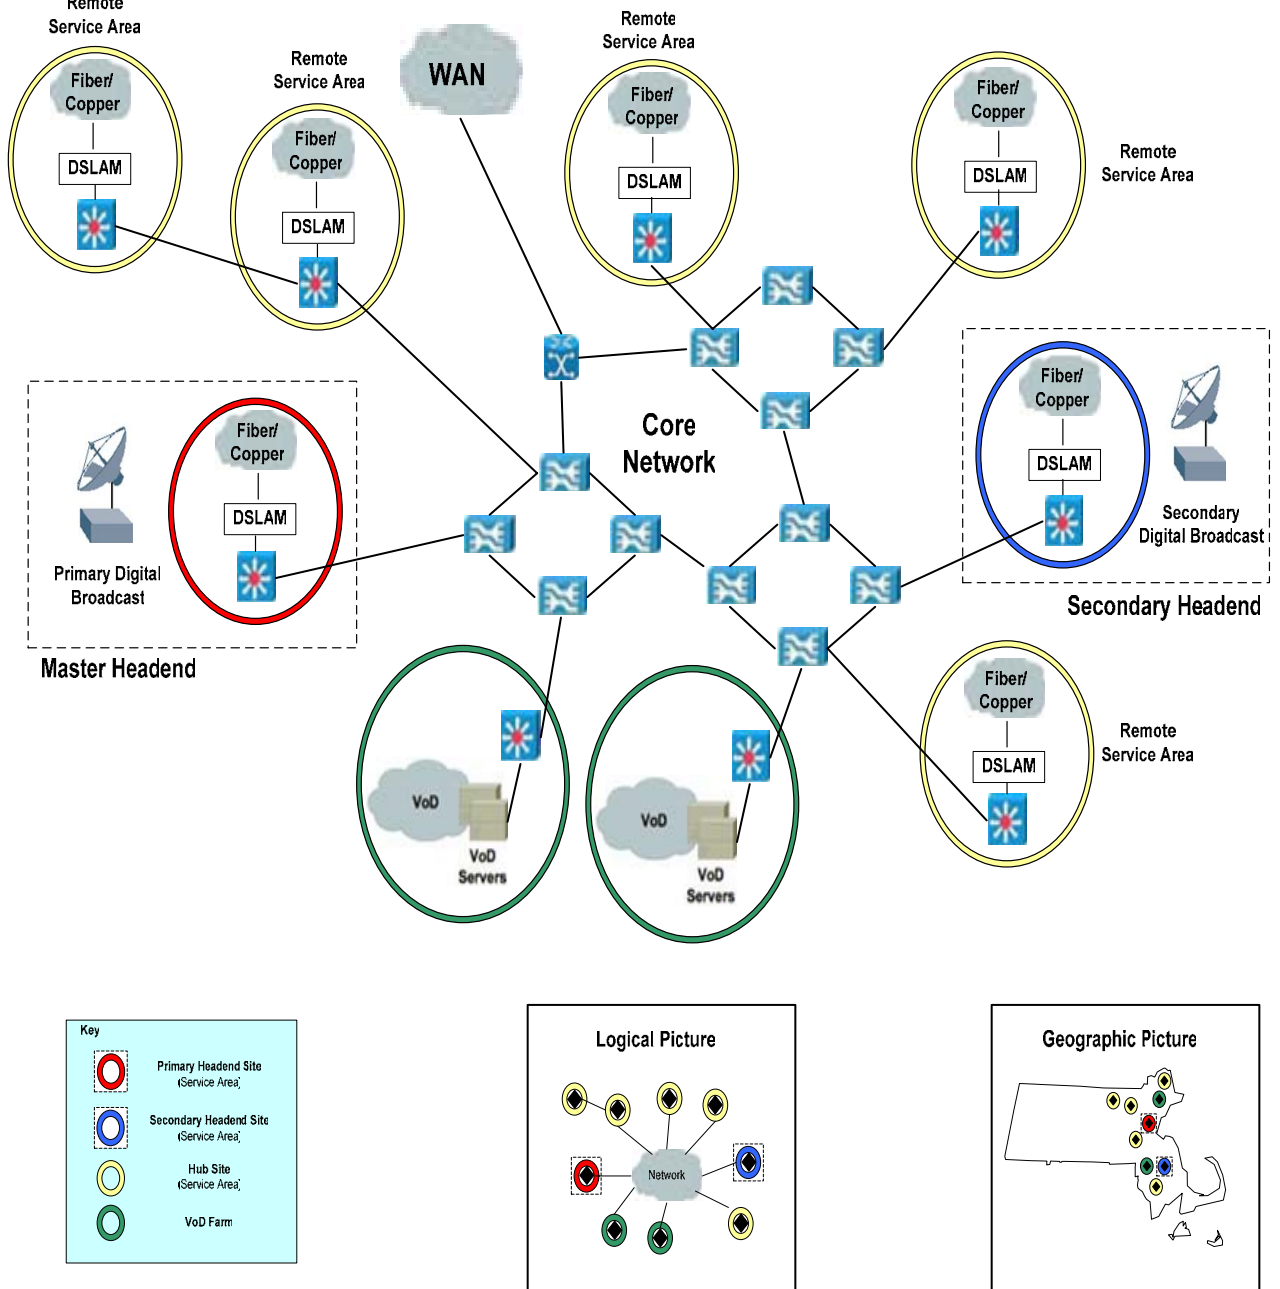 Remote
Service Area
Fiber/
Copper
DSLAM
Remote
Service Area
Fiber/
Copper
DSLAM
WAN
Remote
Service Area
Fiber/
Copper
DSLAM
Fiber/
Copper
DSLAM
Remote
Service Area
Fiber/
Copper
DSLAM
Primary Digital
Broadcast
Master Headend
Core
Network
Fiber/
Copper
DSLAM
Secondary
Digital Broadcast
Secondary Headend
VoD
VoD
Servers
VoD
VoD
Servers
Fiber/
Copper
DSLAM
Remote
Service Area
Key
Primary Headend Site
(Service Area)
Secondary Headend Site
(Service Area)
Hub Site
(Service Area)
VoD Farm
Logical Picture
Network
Geographic Picture